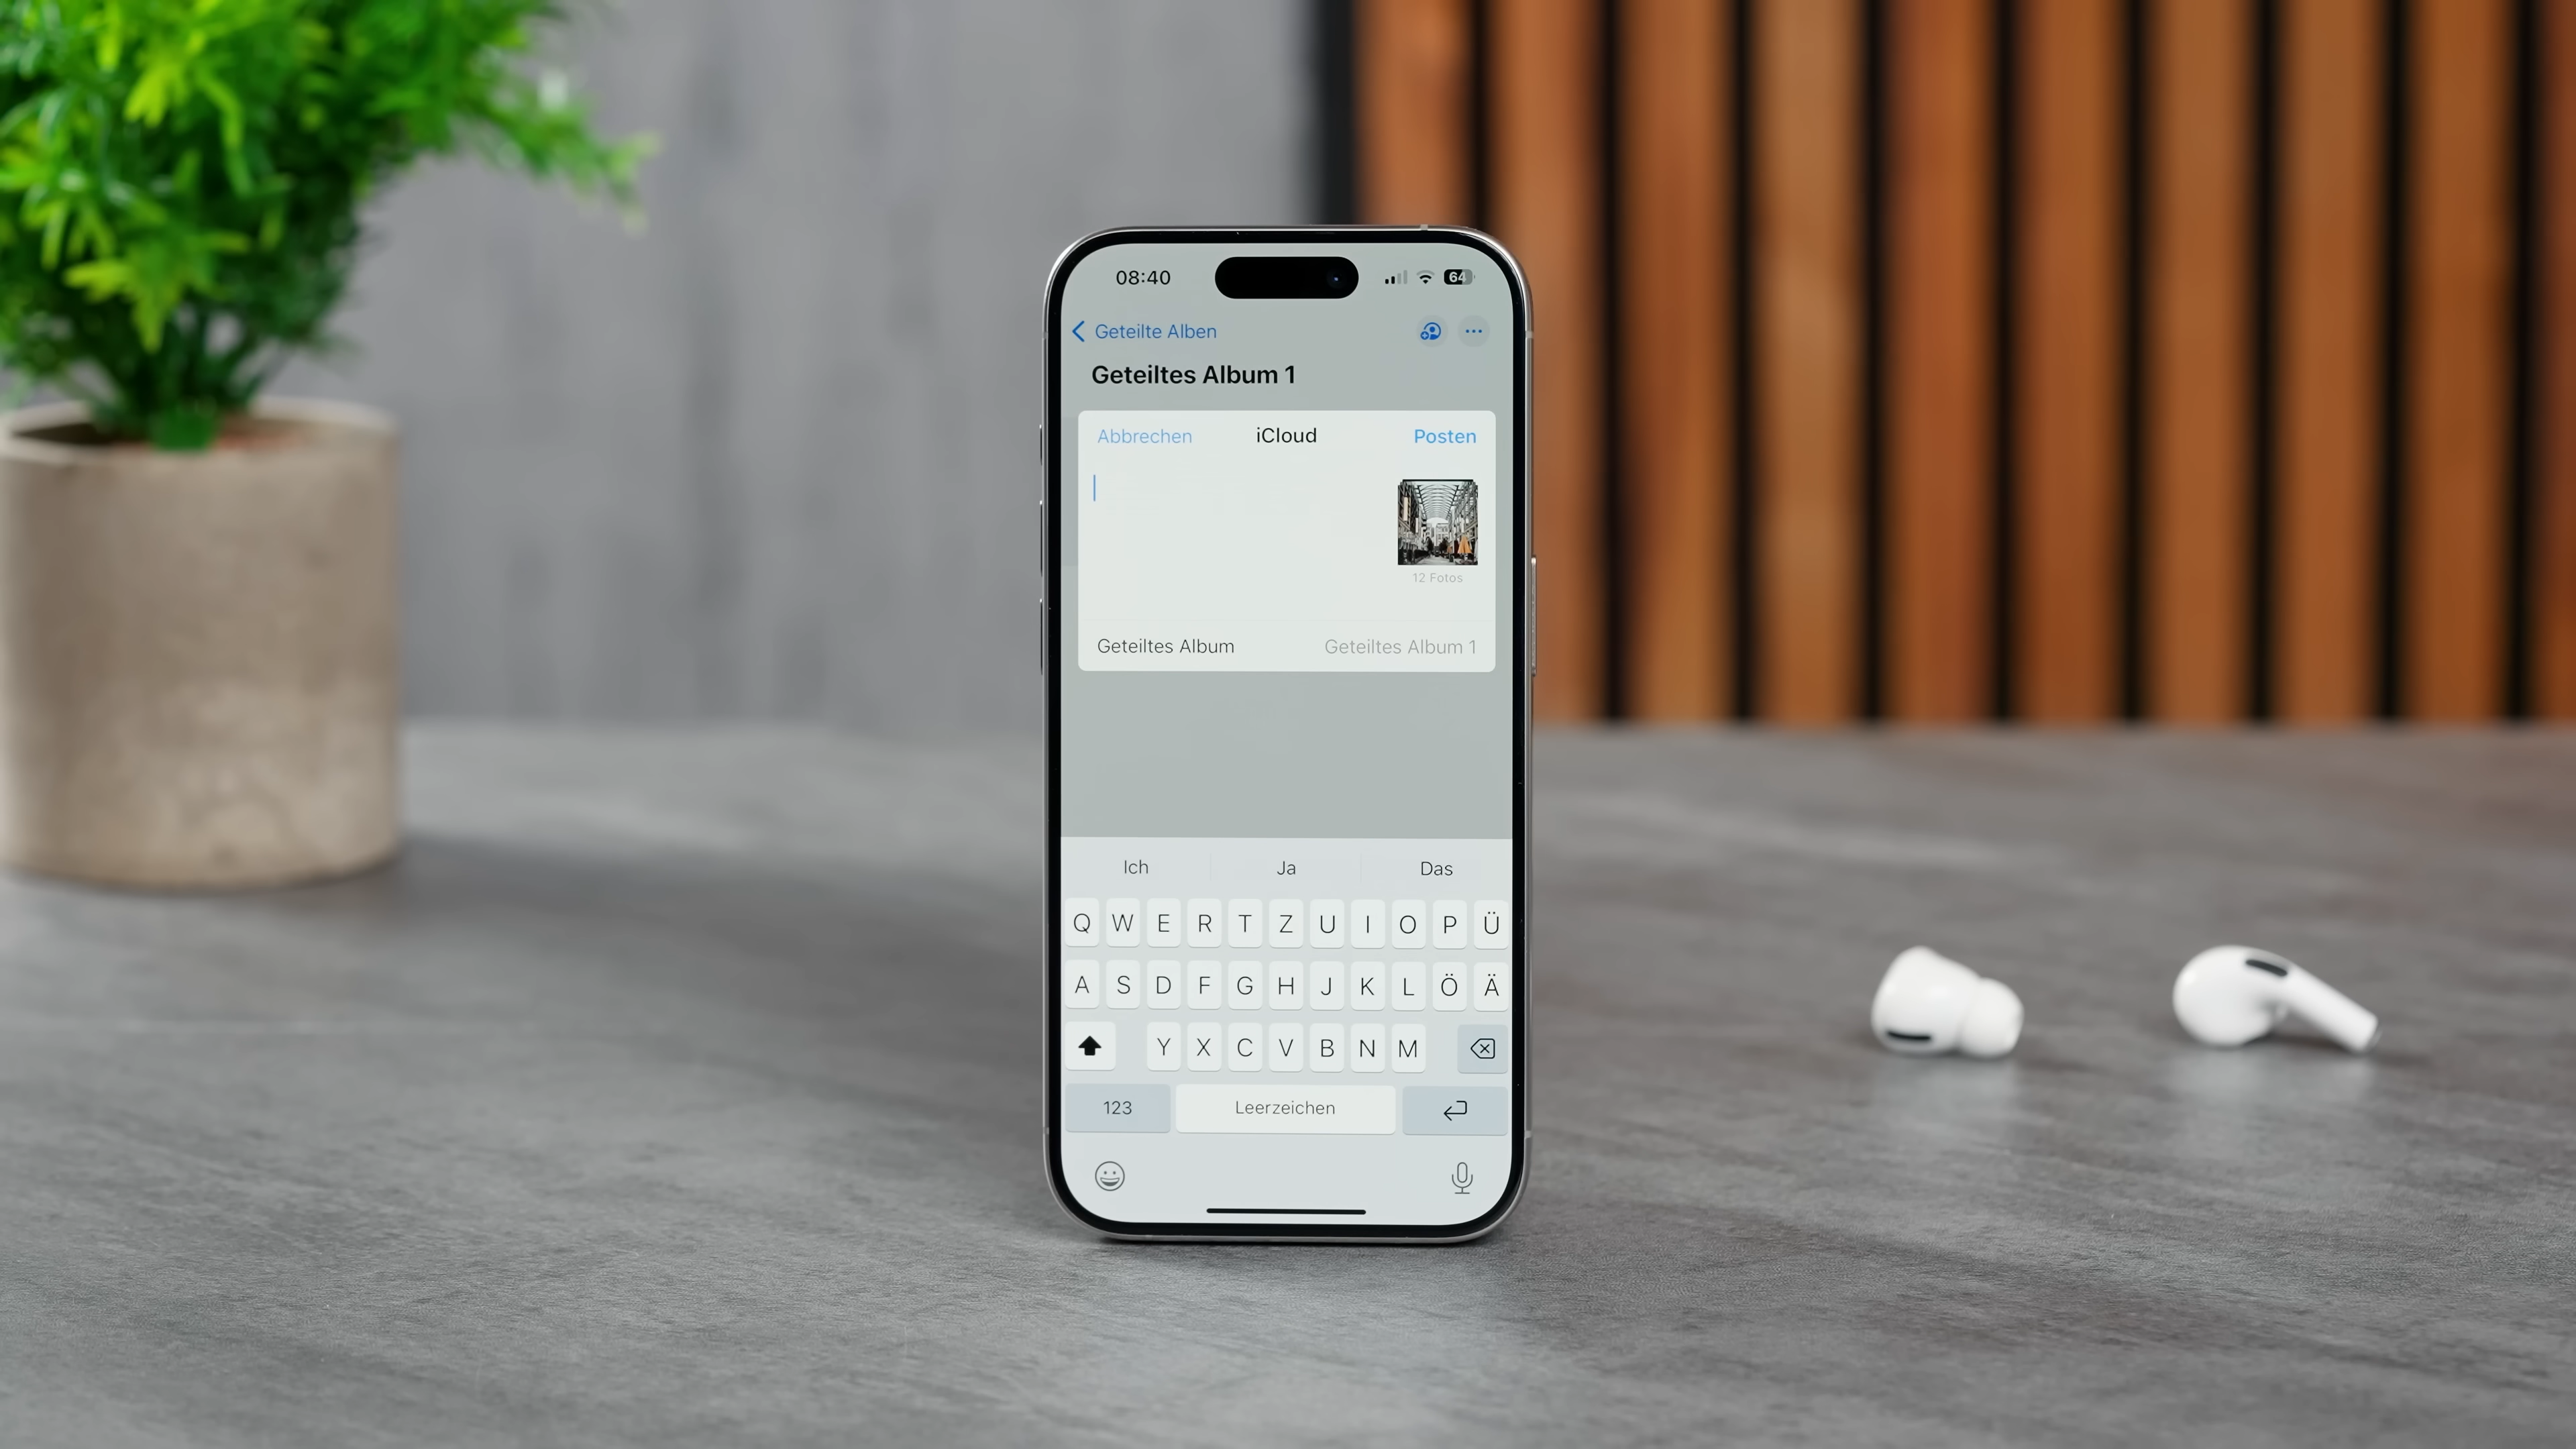 08:40 64
Geteilte Alben
Geteiltes Album 1
Abbrechen iCloud Posten
12 Fotos
Geteiltes Album Geteiltes Album 1
Ich Ja Das
Q W E R T Z U I O P Ü
A S D F G H J K L Ö Ä
Y X C V B N M
123 Leerzeichen